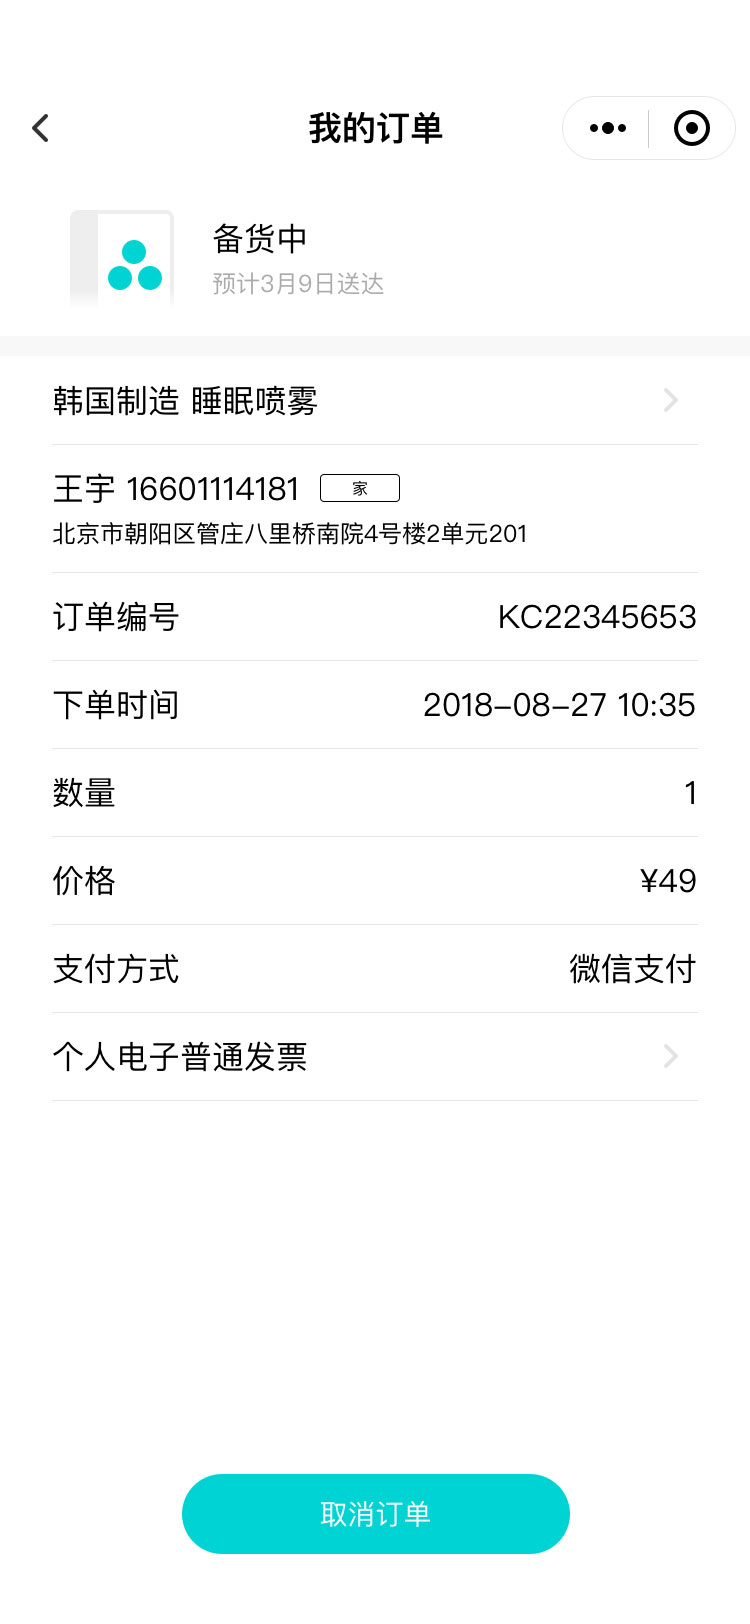 我的订单
备货中
预计3月9日送达
韩国制造 睡眠喷雾
王宇 16601114181 家
北京市朝阳区管庄八里桥南院4号楼2单元201
订单编号 KC22345653
下单时间 2018-08-27 10:35
数量 1
价格 ¥49
支付方式 微信支付
个人电子普通发票
取消订单